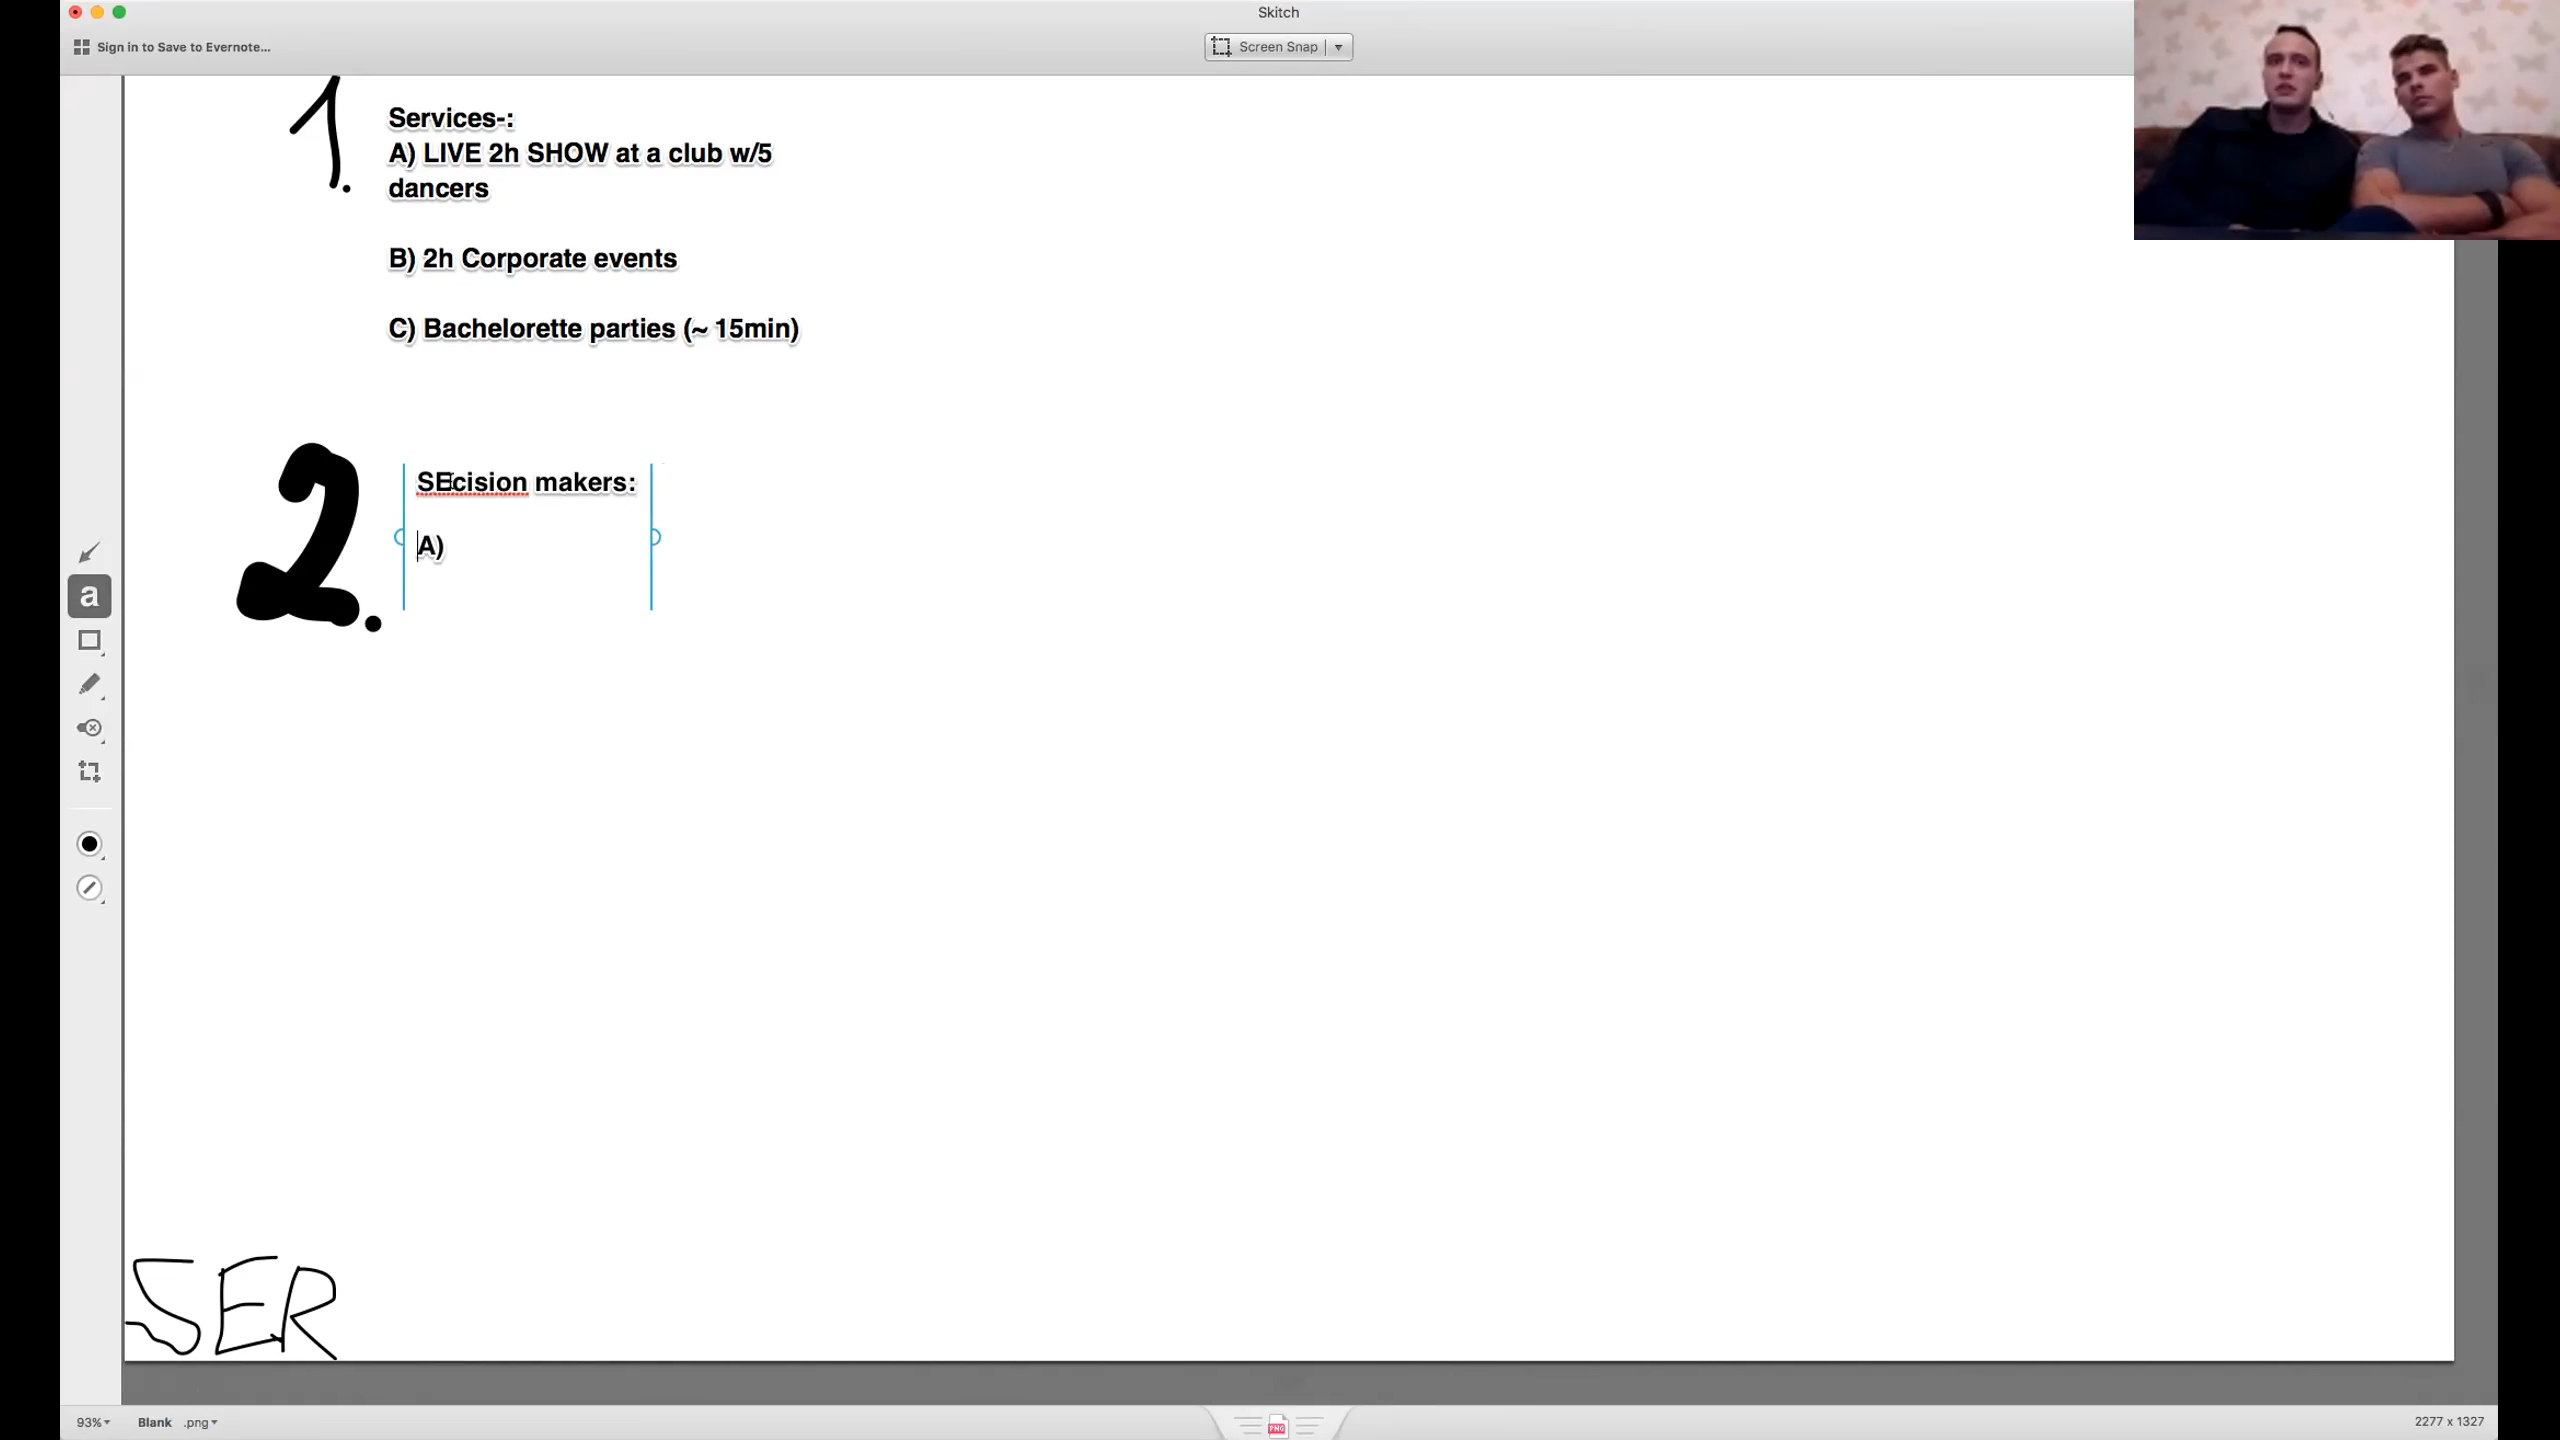 Skitch
Sign in to Save to Evernote...
Screen Snap
1.
Services-:
A) LIVE 2h SHOW at a club w/5
dancers
B) 2h Corporate events
C) Bachelorette parties (~ 15min)
2.
SEcision makers:
A)
a
SER
93%
Blank .png
PNG
2277 x 1327